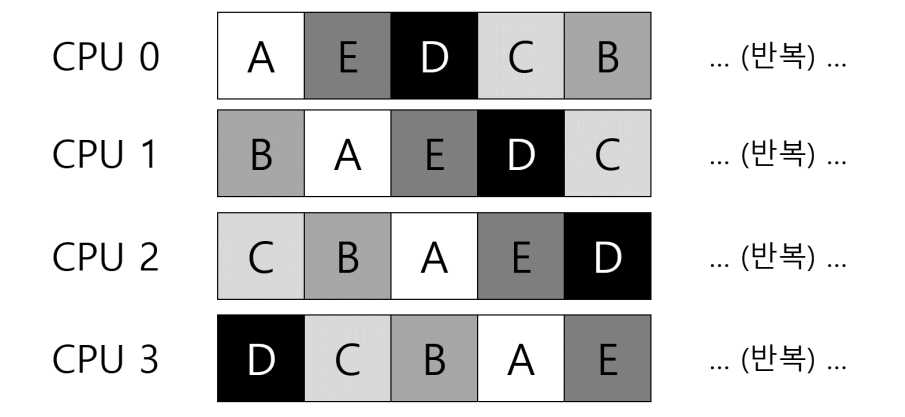 CPU 0 A E D C B ... (반복) ...
CPU 1 B A E D C ... (반복) ...
CPU 2 C B A E D ... (반복) ...
CPU 3 D C B A E ... (반복) ...